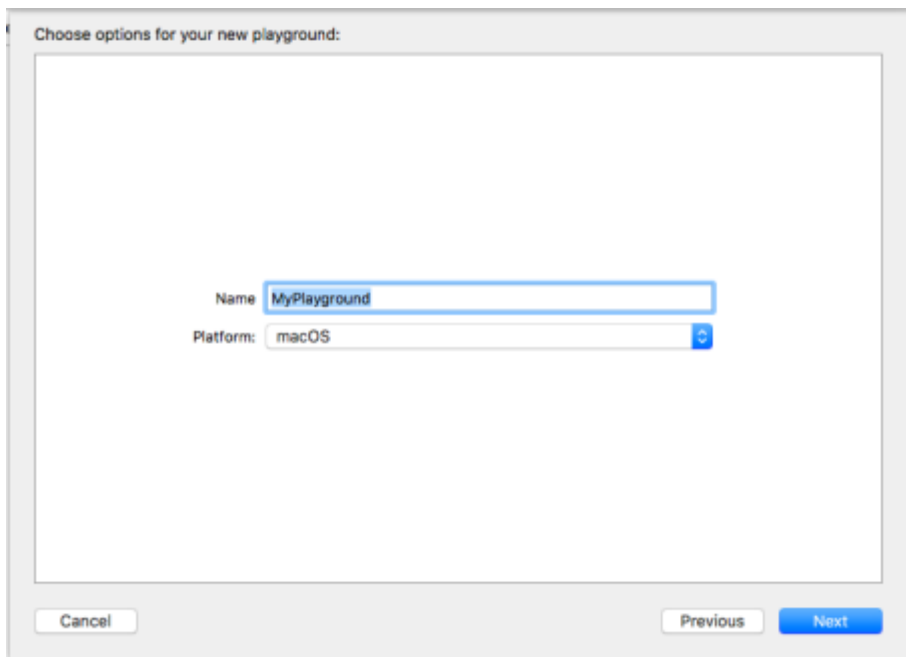 Choose options for your new playground:
Name MyPlayground
Platform: macOS
Cancel Previous Next